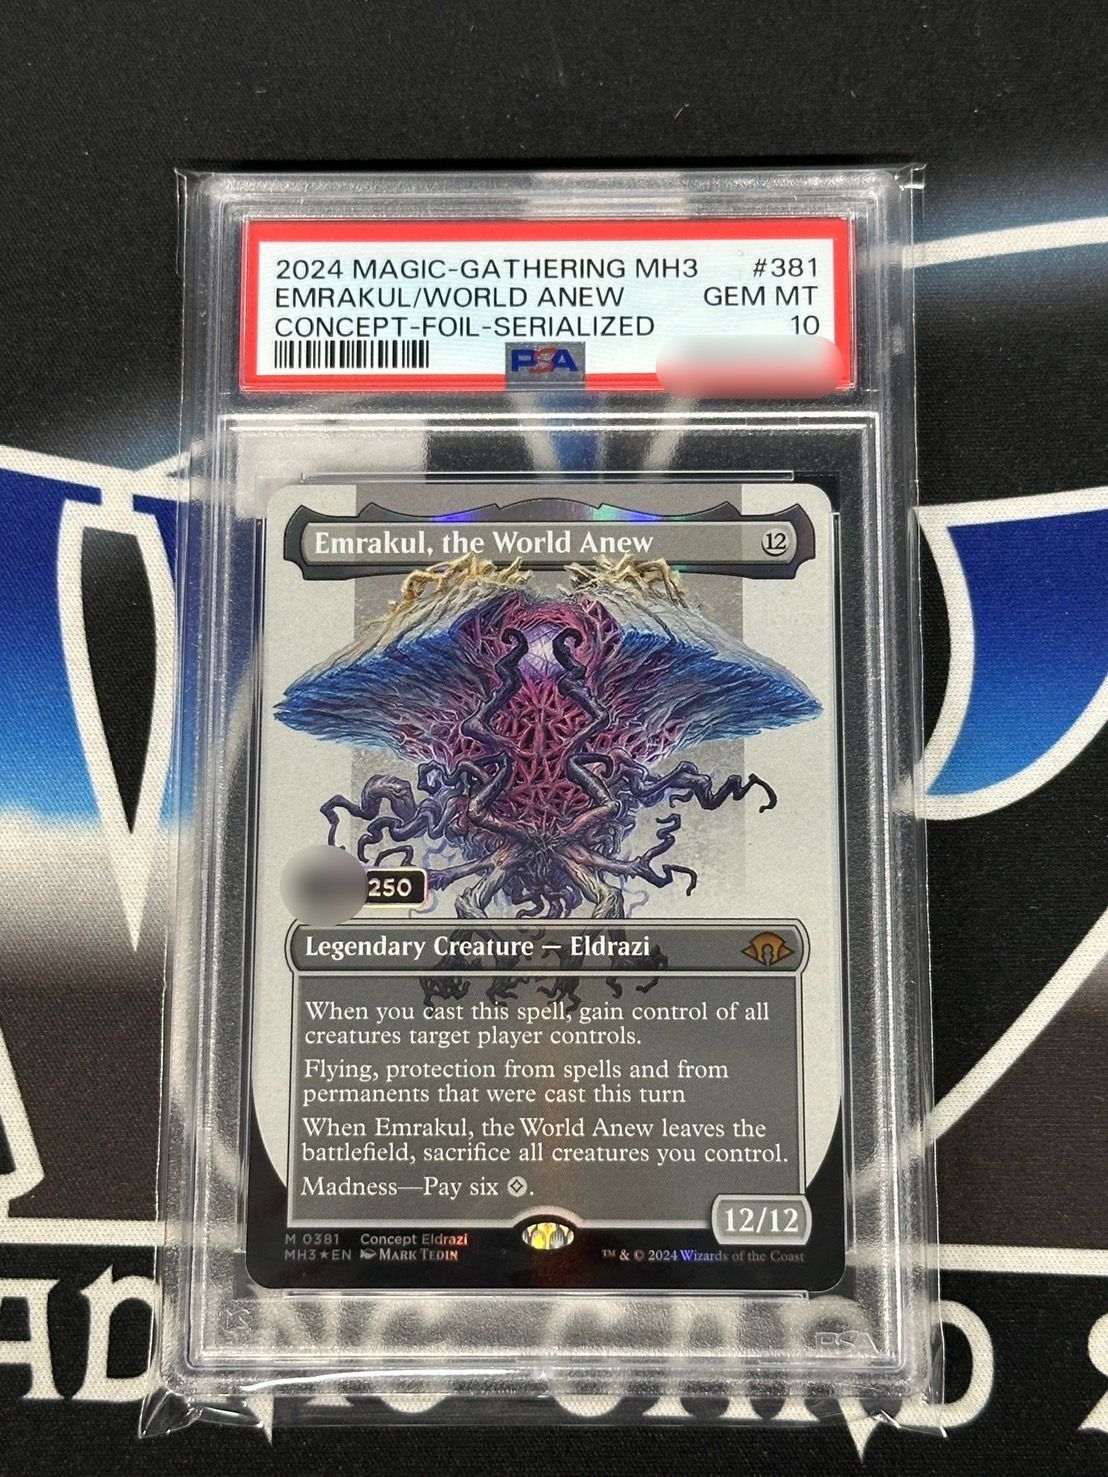 2024 MAGIC-GATHERING MH3 #381
EMRAKUL/WORLD ANEW GEM MT
CONCEPT-FOIL-SERIALIZED 10
PSA
Emrakul, the World Anew 12
250
Legendary Creature — Eldrazi
When you cast this spell, gain control of all
creatures target player controls.
Flying, protection from spells and from
permanents that were cast this turn
When Emrakul, the World Anew leaves the
battlefield, sacrifice all creatures you control.
Madness—Pay six .
12/12
M 0381 Concept Eldrazi
MH3★EN MARK TEDIN ™ & © 2024 Wizards of the Coast
PSA
ADING CARD S